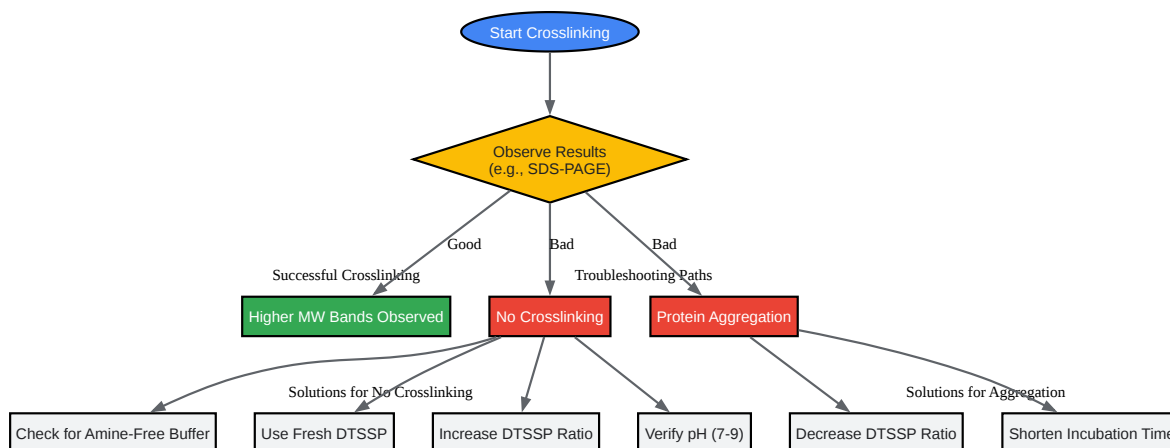 Start Crosslinking
Observe Results
(e.g., SDS-PAGE)
Good
Bad
Bad
Successful Crosslinking
Troubleshooting Paths
Higher MW Bands Observed
No Crosslinking
Protein Aggregation
Solutions for No Crosslinking
Solutions for Aggregation
Check for Amine-Free Buffer
Use Fresh DTSSP
Increase DTSSP Ratio
Verify pH (7-9)
Decrease DTSSP Ratio
Shorten Incubation Time